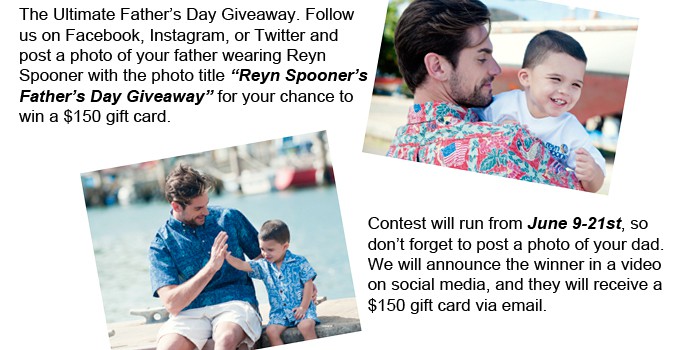 The Ultimate Father’s Day Giveaway. Follow
us on Facebook, Instagram, or Twitter and
post a photo of your father wearing Reyn
Spooner with the photo title “Reyn Spooner’s
Father’s Day Giveaway” for your chance to
win a $150 gift card.
Contest will run from June 9-21st, so
don’t forget to post a photo of your dad.
We will announce the winner in a video
on social media, and they will receive a
$150 gift card via email.